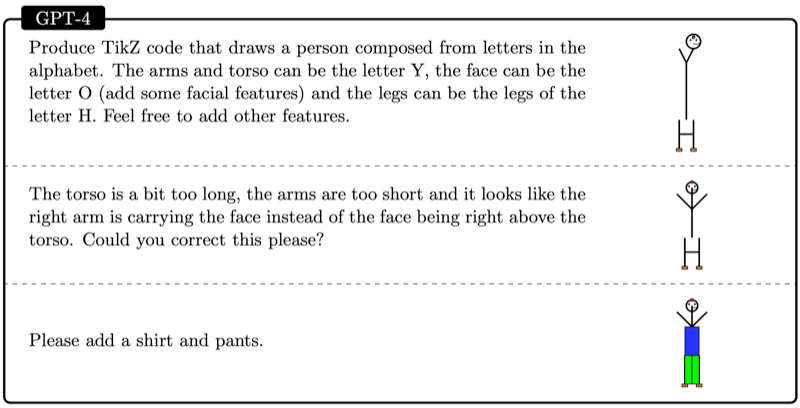 GPT-4
Produce TikZ code that draws a person composed from letters in the
alphabet. The arms and torso can be the letter Y, the face can be the
letter O (add some facial features) and the legs can be the legs of the
letter H. Feel free to add other features.
The torso is a bit too long, the arms are too short and it looks like the
right arm is carrying the face instead of the face being right above the
torso. Could you correct this please?
Please add a shirt and pants.